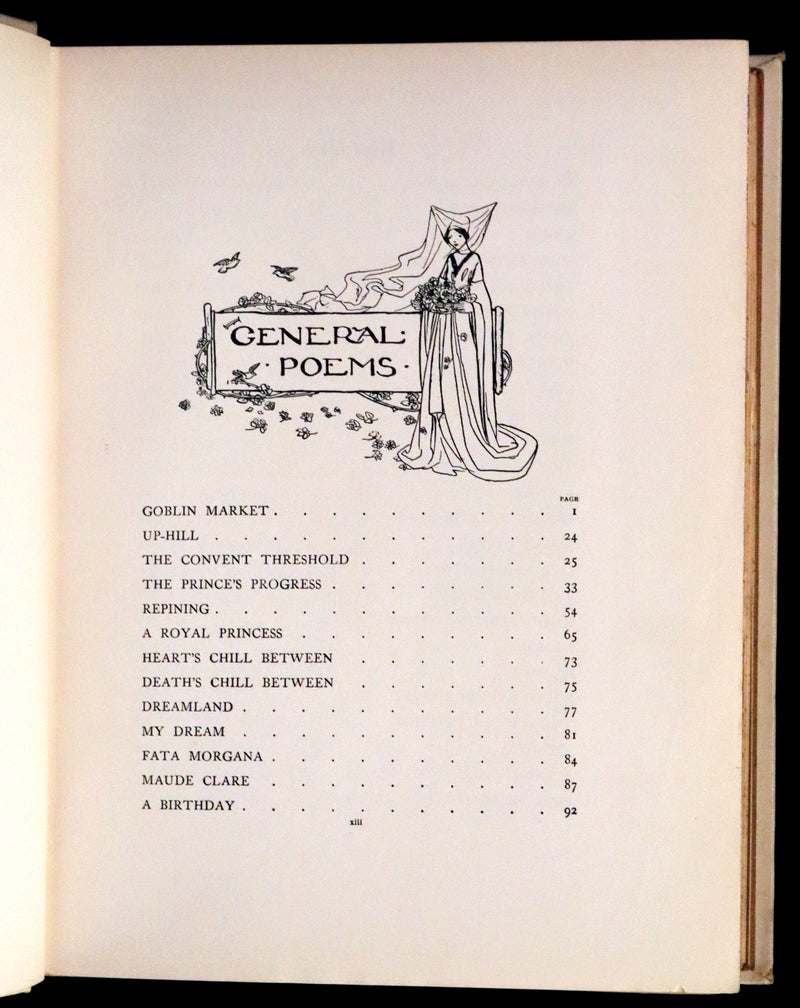 GENERAL·
· POEMS ·
PAGE
GOBLIN MARKET . . . . . . . . . . 1
UP-HILL . . . . . . . . . . . . 24
THE CONVENT THRESHOLD . . . . . . . 25
THE PRINCE'S PROGRESS . . . . . . . . 33
REPINING . . . . . . . . . . . . 54
A ROYAL PRINCESS . . . . . . . . . 65
HEART'S CHILL BETWEEN . . . . . . . 73
DEATH'S CHILL BETWEEN . . . . . . . 75
DREAMLAND . . . . . . . . . . . 77
MY DREAM . . . . . . . . . . . 81
FATA MORGANA . . . . . . . . . . 84
MAUDE CLARE . . . . . . . . . . 87
A BIRTHDAY . . . . . . . . . . . 92
xiii